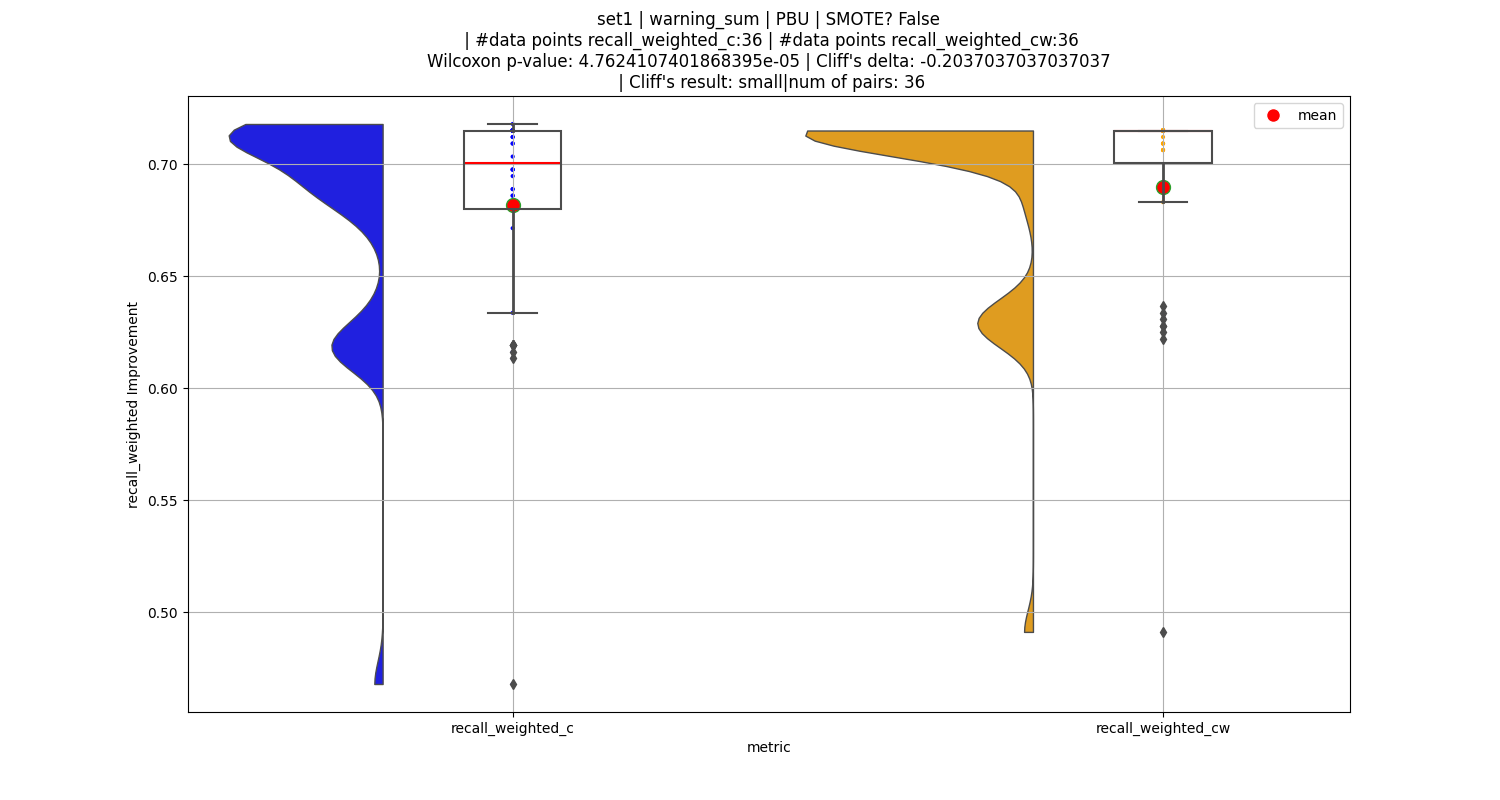 set1 | warning_sum | PBU | SMOTE? False
| #data points recall_weighted_c:36 | #data points recall_weighted_cw:36
Wilcoxon p-value: 4.7624107401868395e-05 | Cliff's delta: -0.2037037037037037
| Cliff's result: small|num of pairs: 36
mean
0.70
0.65
0.60
0.55
0.50
recall_weighted Improvement
recall_weighted_c
recall_weighted_cw
metric